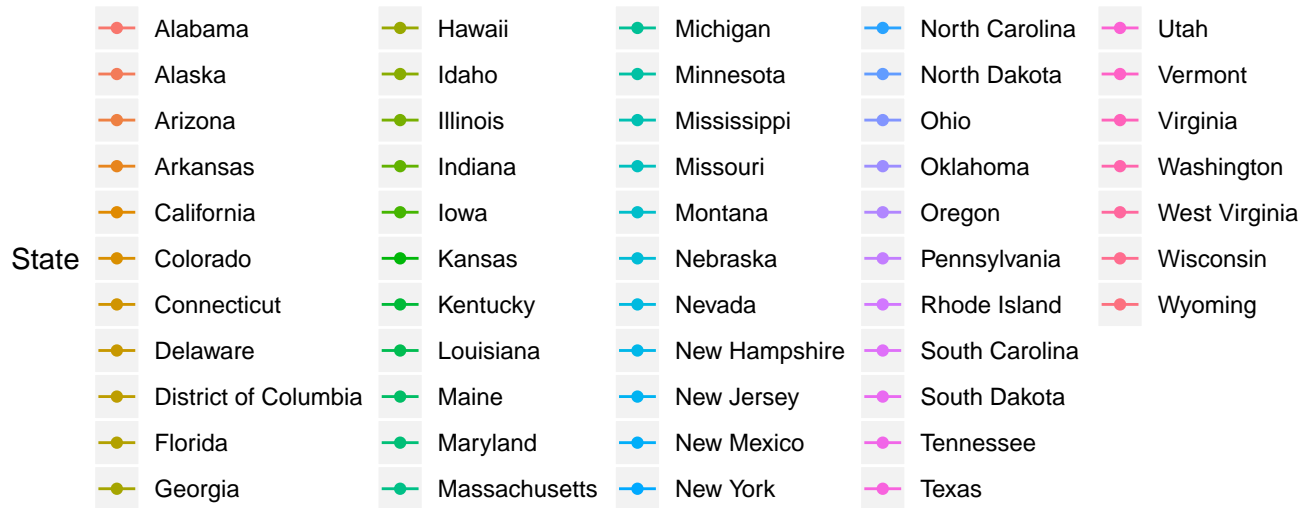 State
Alabama
Alaska
Arizona
Arkansas
California
Colorado
Connecticut
Delaware
District of Columbia
Florida
Georgia
Hawaii
Idaho
Illinois
Indiana
Iowa
Kansas
Kentucky
Louisiana
Maine
Maryland
Massachusetts
Michigan
Minnesota
Mississippi
Missouri
Montana
Nebraska
Nevada
New Hampshire
New Jersey
New Mexico
New York
North Carolina
North Dakota
Ohio
Oklahoma
Oregon
Pennsylvania
Rhode Island
South Carolina
South Dakota
Tennessee
Texas
Utah
Vermont
Virginia
Washington
West Virginia
Wisconsin
Wyoming